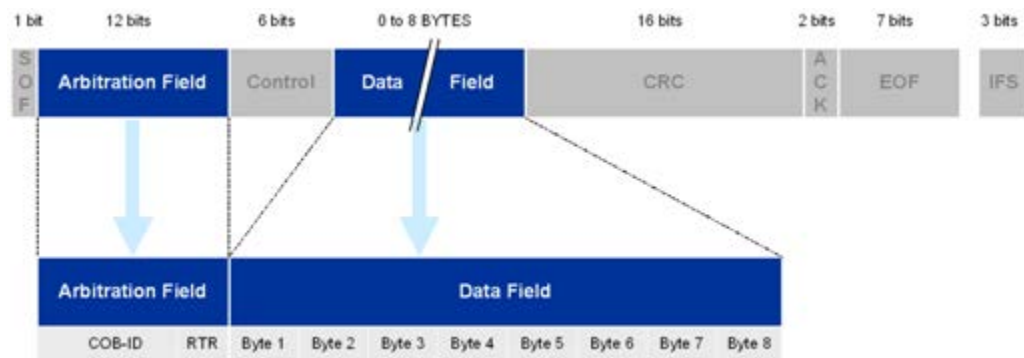 1 bit 12 bits 6 bits 0 to 8 BYTES 16 bits 2 bits 7 bits 3 bits
SOF Arbitration Field Control Data Field CRC ACK EOF IFS
Arbitration Field Data Field
COB-ID RTR Byte 1 Byte 2 Byte 3 Byte 4 Byte 5 Byte 6 Byte 7 Byte 8